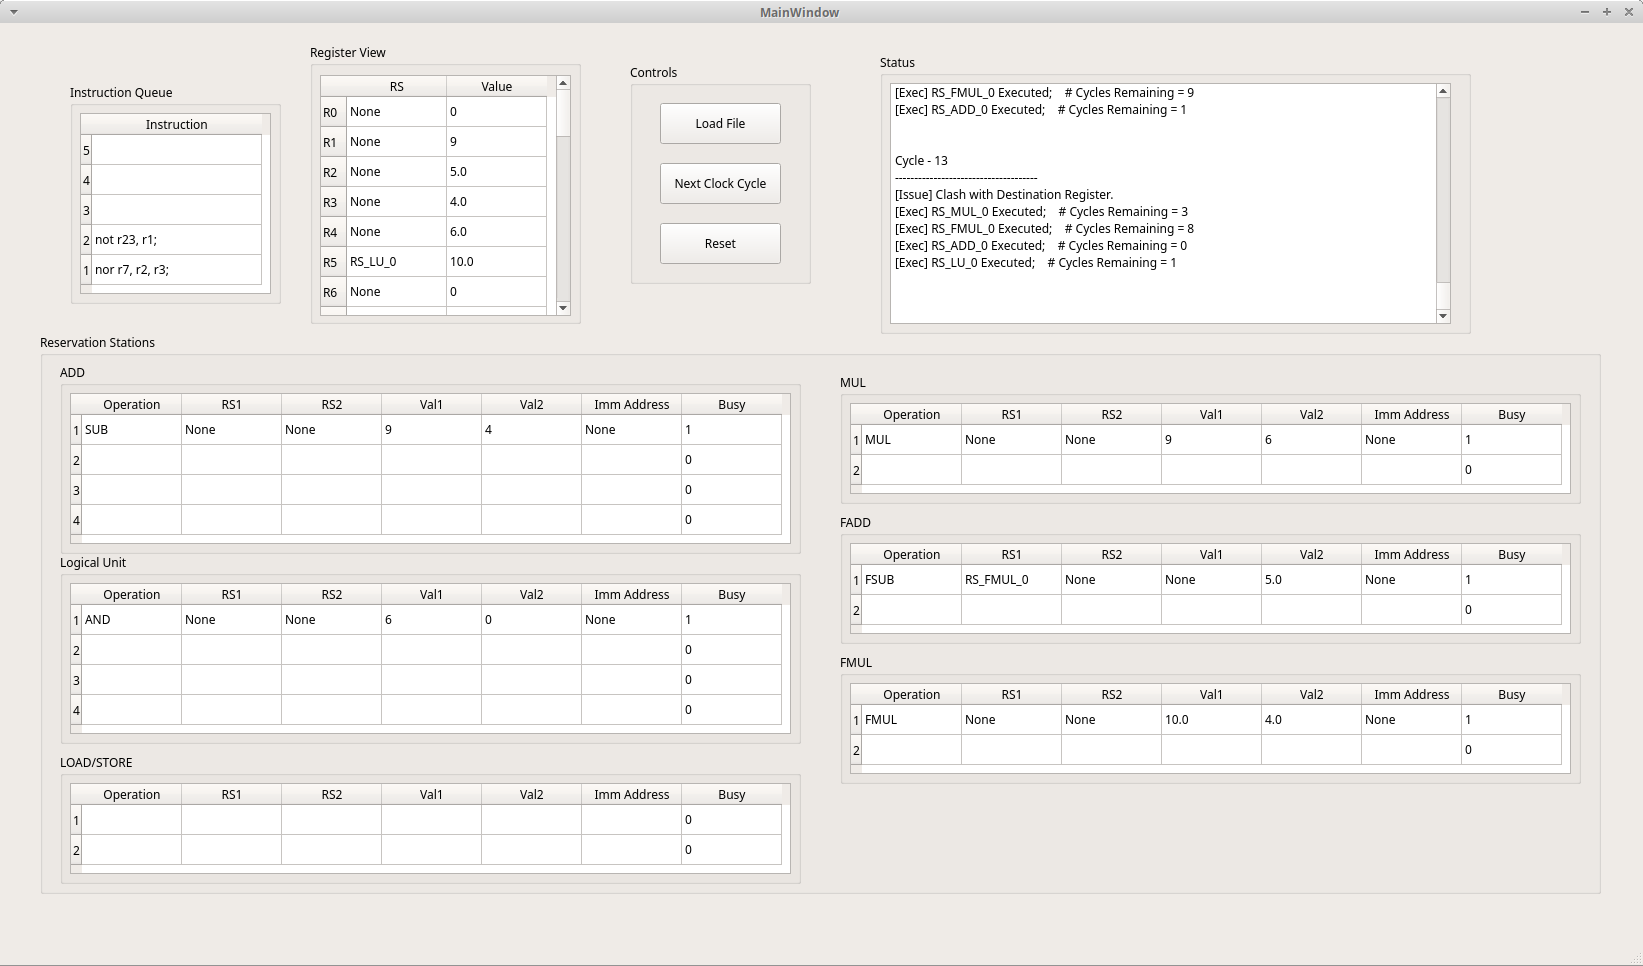 MainWindow
Instruction Queue
Instruction
5
4
3
2 not r23, r1;
1 nor r7, r2, r3;
Register View
RS Value
R0 None 0
R1 None 9
R2 None 5.0
R3 None 4.0
R4 None 6.0
R5 RS_LU_0 10.0
R6 None 0
Controls
Load File
Next Clock Cycle
Reset
Status
[Exec] RS_FMUL_0 Executed; # Cycles Remaining = 9
[Exec] RS_ADD_0 Executed; # Cycles Remaining = 1
Cycle - 13
------------------------------------
[Issue] Clash with Destination Register.
[Exec] RS_MUL_0 Executed; # Cycles Remaining = 3
[Exec] RS_FMUL_0 Executed; # Cycles Remaining = 8
[Exec] RS_ADD_0 Executed; # Cycles Remaining = 0
[Exec] RS_LU_0 Executed; # Cycles Remaining = 1
Reservation Stations
ADD
Operation RS1 RS2 Val1 Val2 Imm Address Busy
1 SUB None None 9 4 None 1
2 0
3 0
4 0
Logical Unit
Operation RS1 RS2 Val1 Val2 Imm Address Busy
1 AND None None 6 0 None 1
2 0
3 0
4 0
LOAD/STORE
Operation RS1 RS2 Val1 Val2 Imm Address Busy
1 0
2 0
MUL
Operation RS1 RS2 Val1 Val2 Imm Address Busy
1 MUL None None 9 6 None 1
2 0
FADD
Operation RS1 RS2 Val1 Val2 Imm Address Busy
1 FSUB RS_FMUL_0 None None 5.0 None 1
2 0
FMUL
Operation RS1 RS2 Val1 Val2 Imm Address Busy
1 FMUL None None 10.0 4.0 None 1
2 0